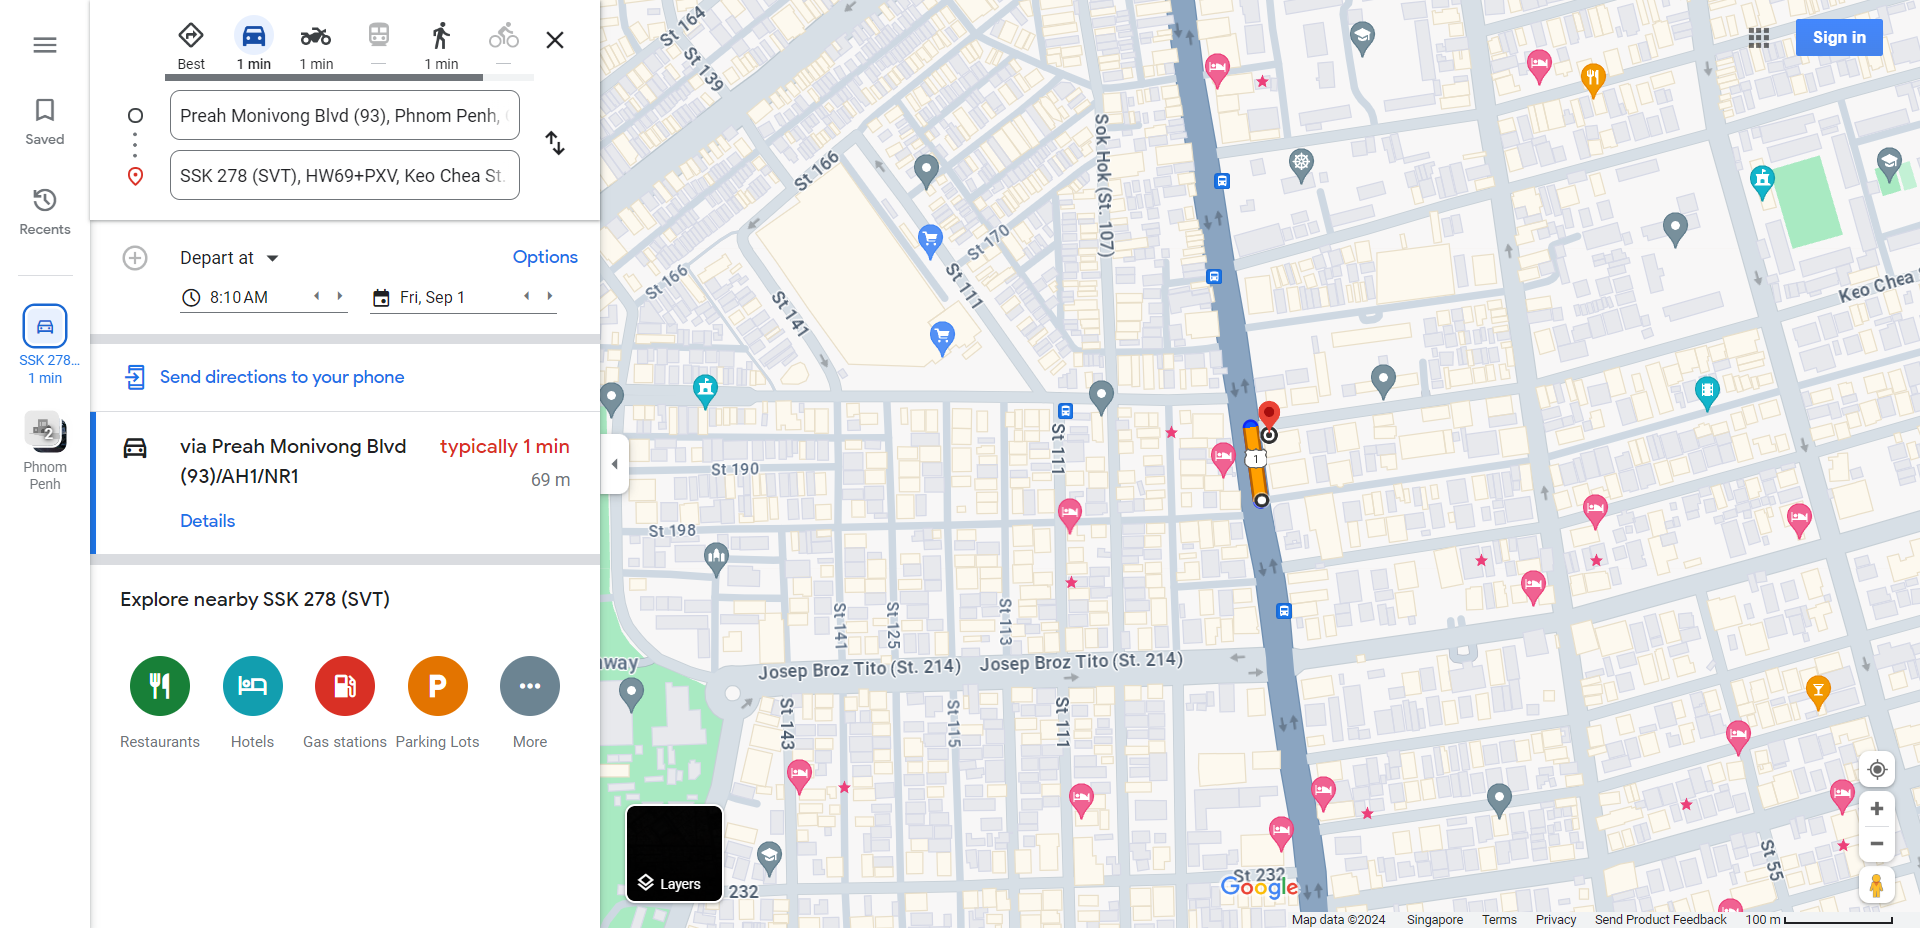 Saved
Recents
SSK 278...
1 min
2
Phnom
Penh
Best
1 min
1 min
—
1 min
—
Preah Monivong Blvd (93), Phnom Penh,
SSK 278 (SVT), HW69+PXV, Keo Chea St.
Depart at
Options
8:10 AM
Fri, Sep 1
Send directions to your phone
via Preah Monivong Blvd
(93)/AH1/NR1
typically 1 min
69 m
Details
Explore nearby SSK 278 (SVT)
P
Restaurants
Hotels
Gas stations
Parking Lots
More
Sign in
St 164
St 139
St 166
Sok Hok (St. 107)
St 170
St 111
St 166
St 141
Keo Chea
St 111
1
St 190
St 198
St 141
St 125
St 113
way
Josep Broz Tito (St. 214)
Josep Broz Tito (St. 214)
St 143
St 115
St 111
St 55
St 232
232
Layers
Google
Map data ©2024
Singapore
Terms
Privacy
Send Product Feedback
100 m